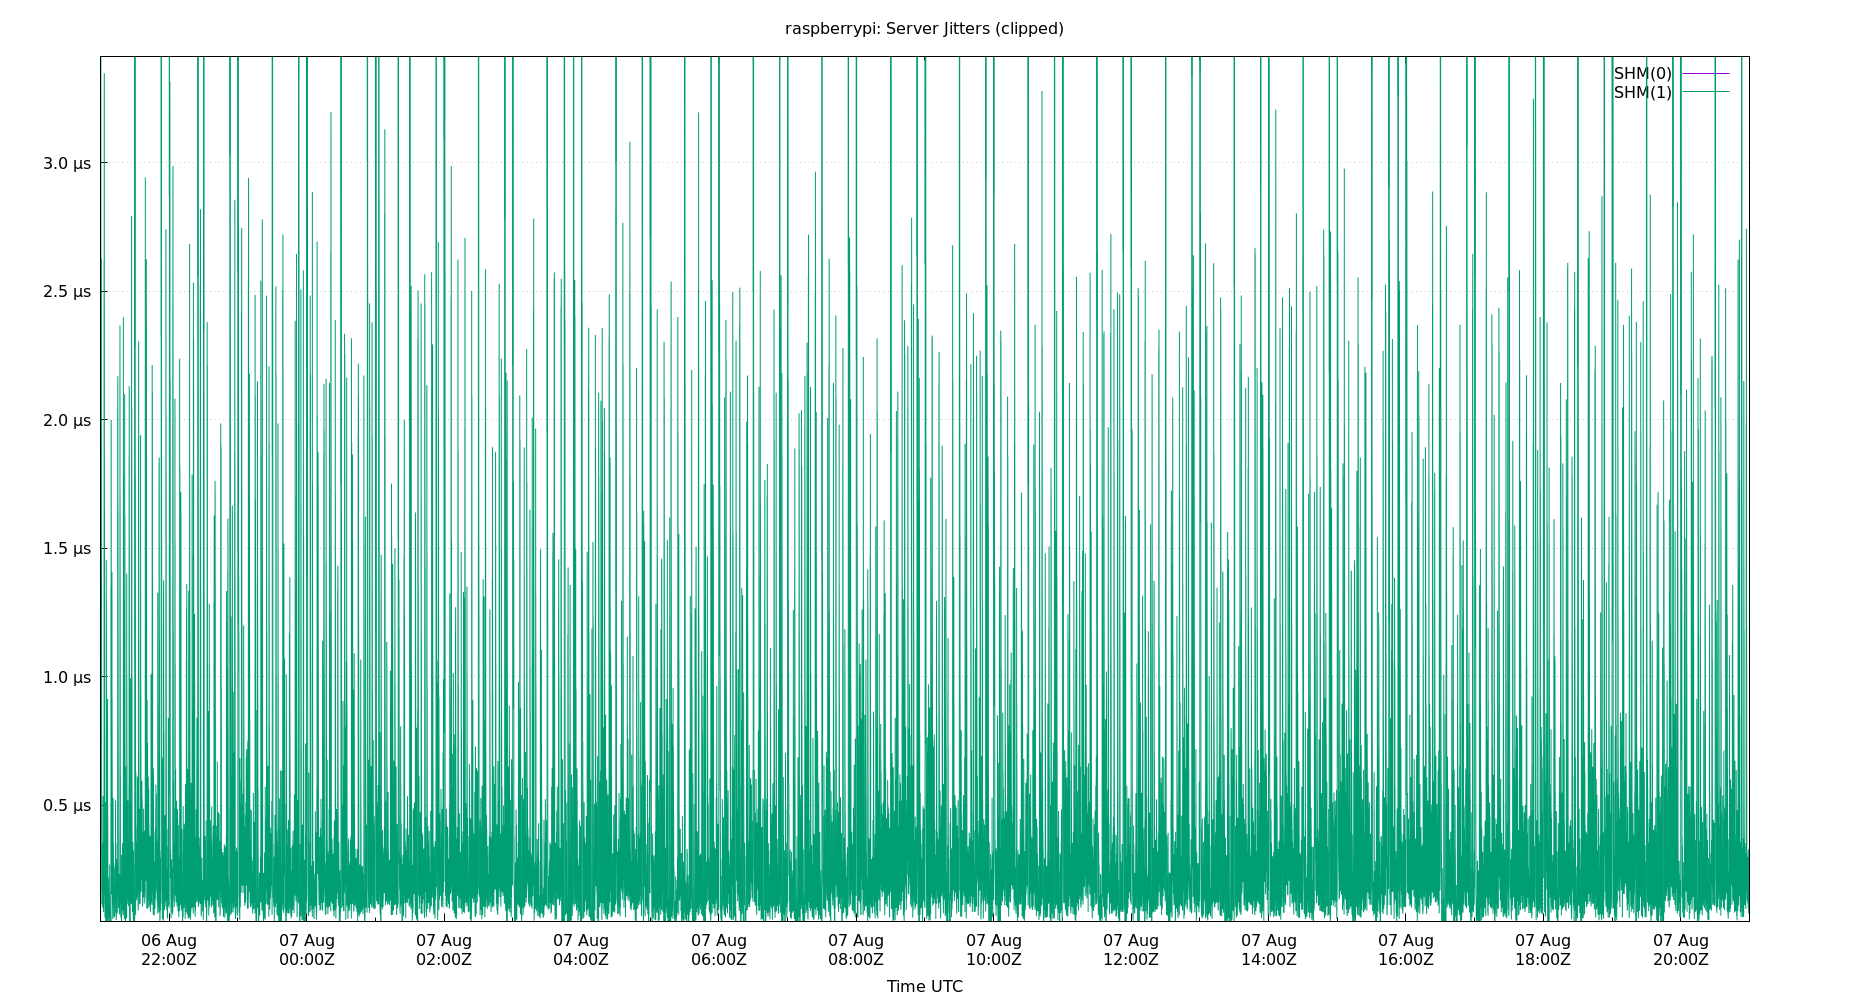 raspberrypi: Server Jitters (clipped)
SHM(0)
SHM(1)
3.0 µs
2.5 µs
2.0 µs
1.5 µs
1.0 µs
0.5 µs
06 Aug 07 Aug 07 Aug 07 Aug 07 Aug 07 Aug 07 Aug 07 Aug 07 Aug 07 Aug 07 Aug 07 Aug
22:00Z 00:00Z 02:00Z 04:00Z 06:00Z 08:00Z 10:00Z 12:00Z 14:00Z 16:00Z 18:00Z 20:00Z
Time UTC